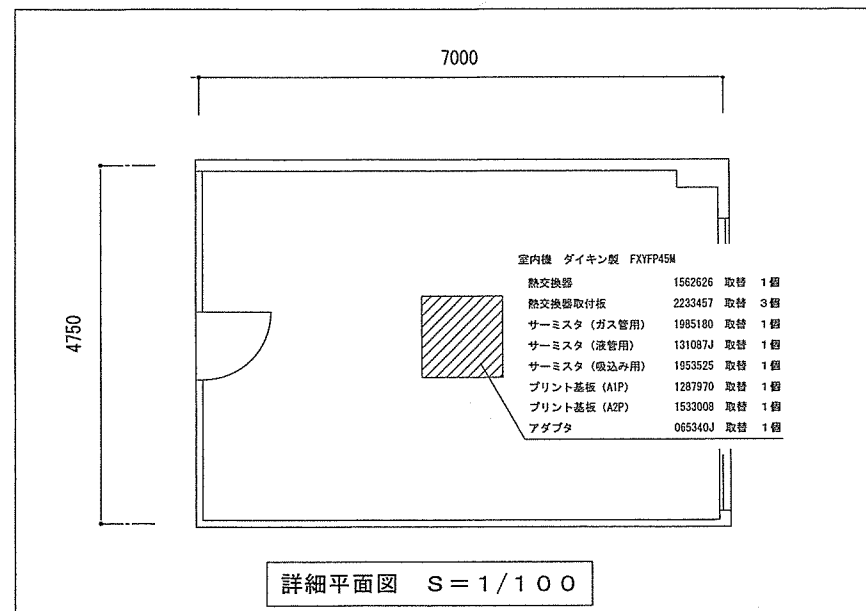 7000
4750
室内機 ダイキン製 FXYFP45M
熱交換器 1562626 取替 1個
熱交換器取付板 2233457 取替 3個
サーミスタ（ガス管用） 1985180 取替 1個
サーミスタ（液管用） 131087J 取替 1個
サーミスタ（吸込み用） 1953525 取替 1個
プリント基板（A1P） 1287970 取替 1個
プリント基板（A2P） 1533008 取替 1個
アダプタ 065340J 取替 1個
詳細平面図 S＝1／100